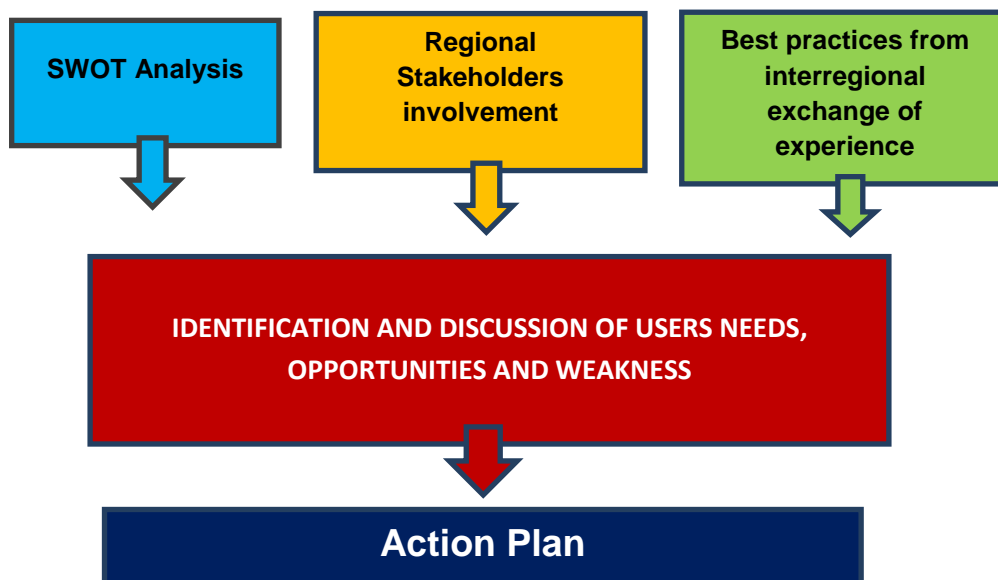 SWOT Analysis
Regional
Stakeholders
involvement
Best practices from
interregional
exchange of
experience
IDENTIFICATION AND DISCUSSION OF USERS NEEDS,
OPPORTUNITIES AND WEAKNESS
Action Plan